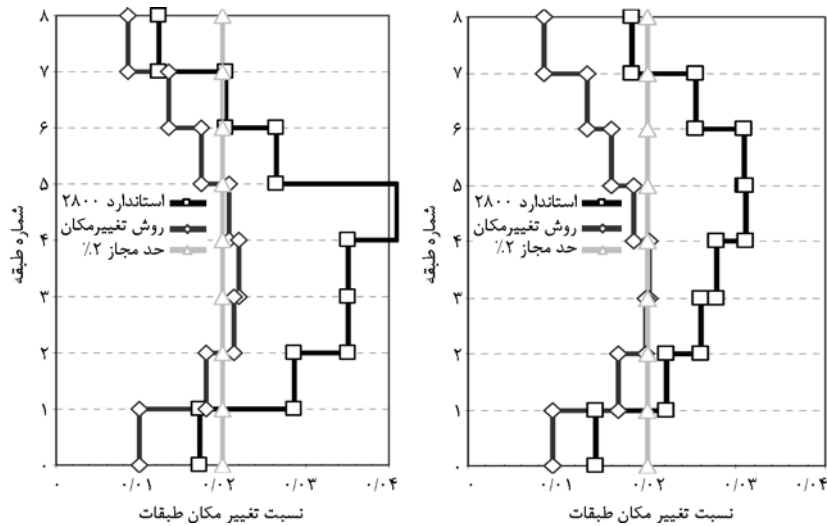 ۸
۷
۶
۵
۴
۳
۲
۱
۰
شماره طبقه
استاندارد ۲۸۰۰
روش تغییرمکان
حد مجاز ۲٪
۰ ۰/۰۱ ۰/۰۲ ۰/۰۳ ۰/۰۴
نسبت تغییر مکان طبقات
۸
۷
۶
۵
۴
۳
۲
۱
۰
شماره طبقه
استاندارد ۲۸۰۰
روش تغییرمکان
حد مجاز ۲٪
۰ ۰/۰۱ ۰/۰۲ ۰/۰۳ ۰/۰۴
نسبت تغییر مکان طبقات